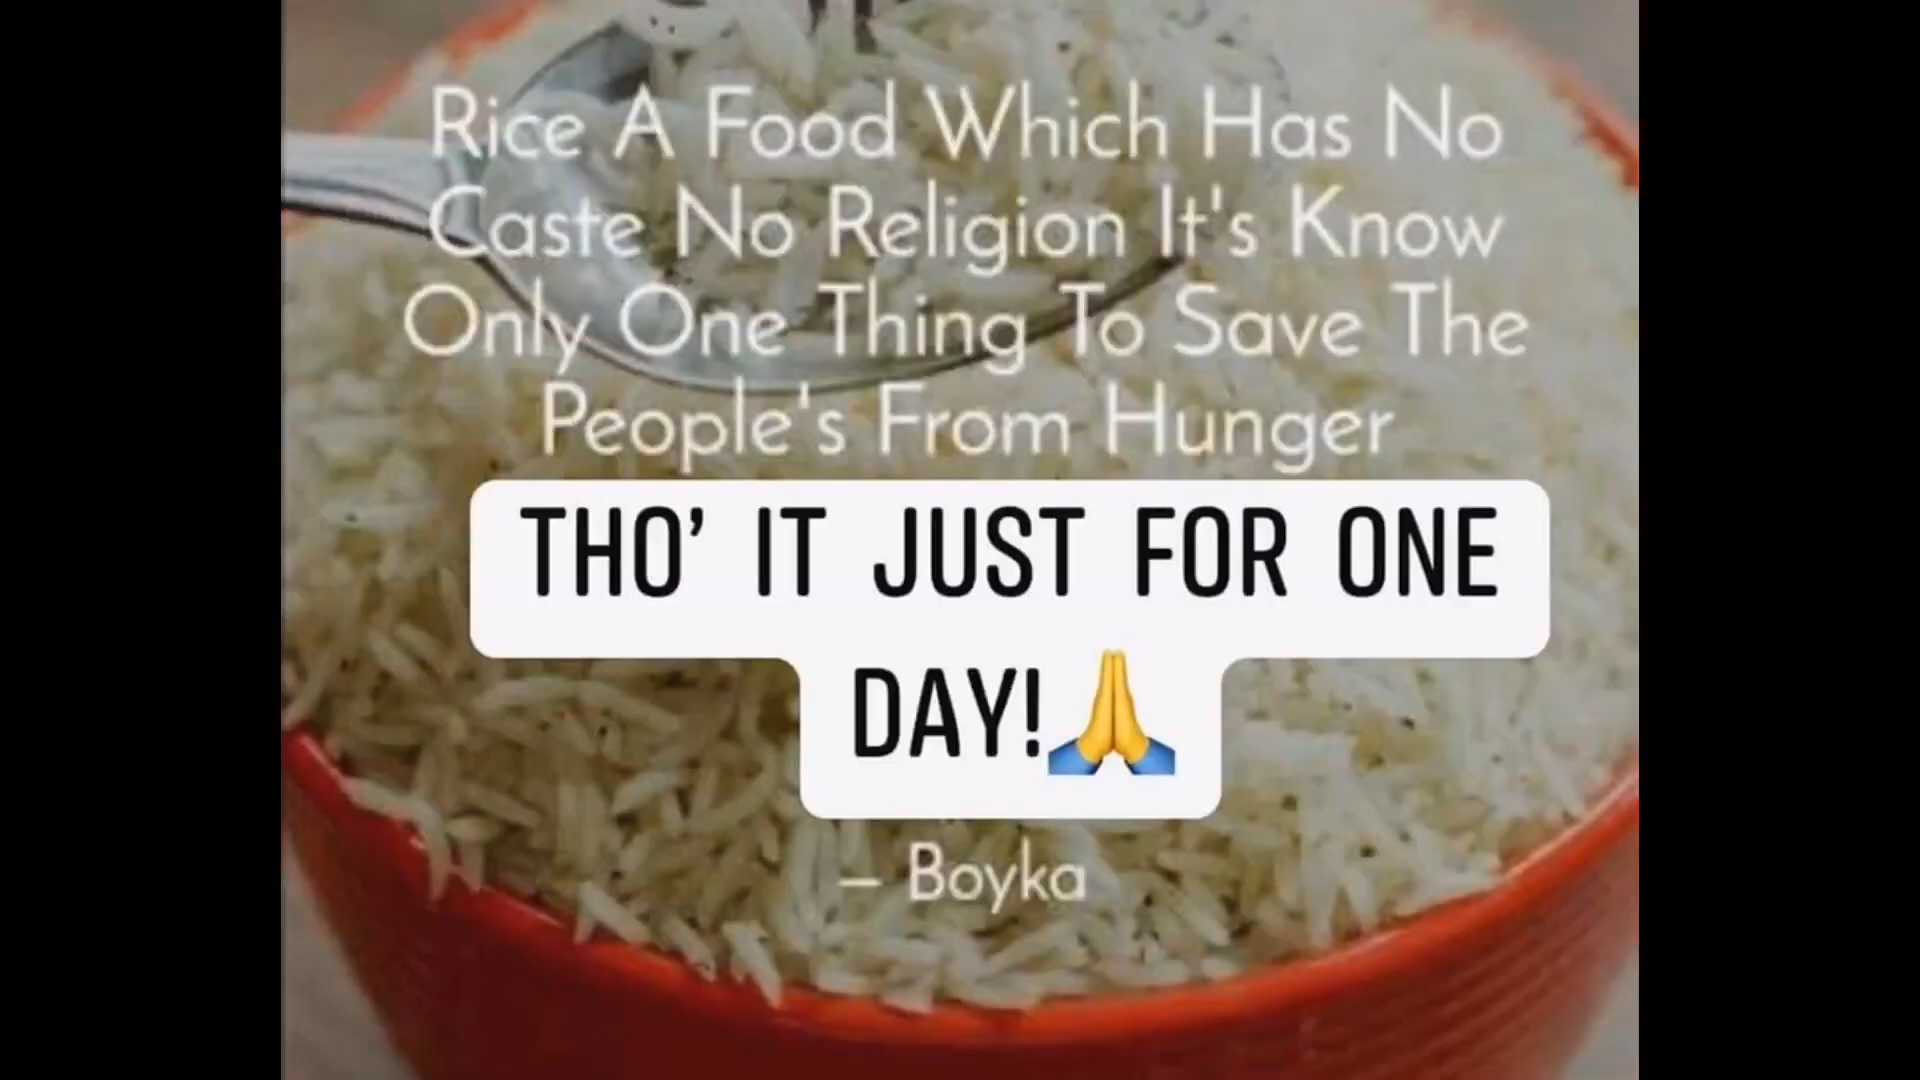 Rice A Food Which Has No
Caste No Religion It's Know
Only One Thing To Save The
People's From Hunger
THO’ IT JUST FOR ONE
DAY!🙏
– Boyka